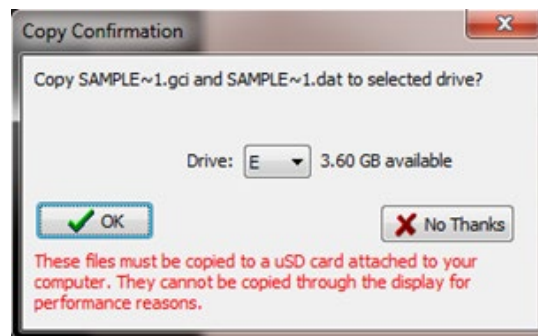 Copy Confirmation
Copy SAMPLE~1.gci and SAMPLE~1.dat to selected drive?
Drive: E 3.60 GB available
OK No Thanks
These files must be copied to a uSD card attached to your
computer. They cannot be copied through the display for
performance reasons.